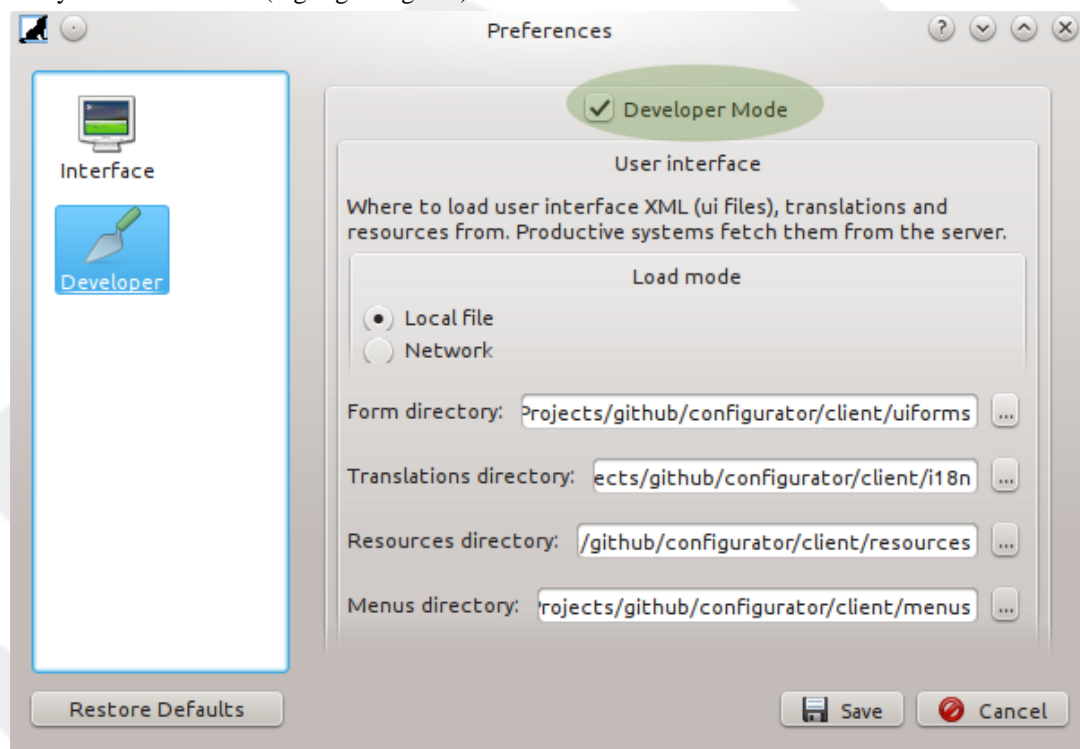 Preferences
Interface
Developer
Developer Mode
User interface
Where to load user interface XML (ui files), translations and
resources from. Productive systems fetch them from the server.
Load mode
Local file
Network
Form directory: Projects/github/configurator/client/uiforms ...
Translations directory: ects/github/configurator/client/i18n ...
Resources directory: /github/configurator/client/resources ...
Menus directory: rojects/github/configurator/client/menus ...
Restore Defaults
Save
Cancel